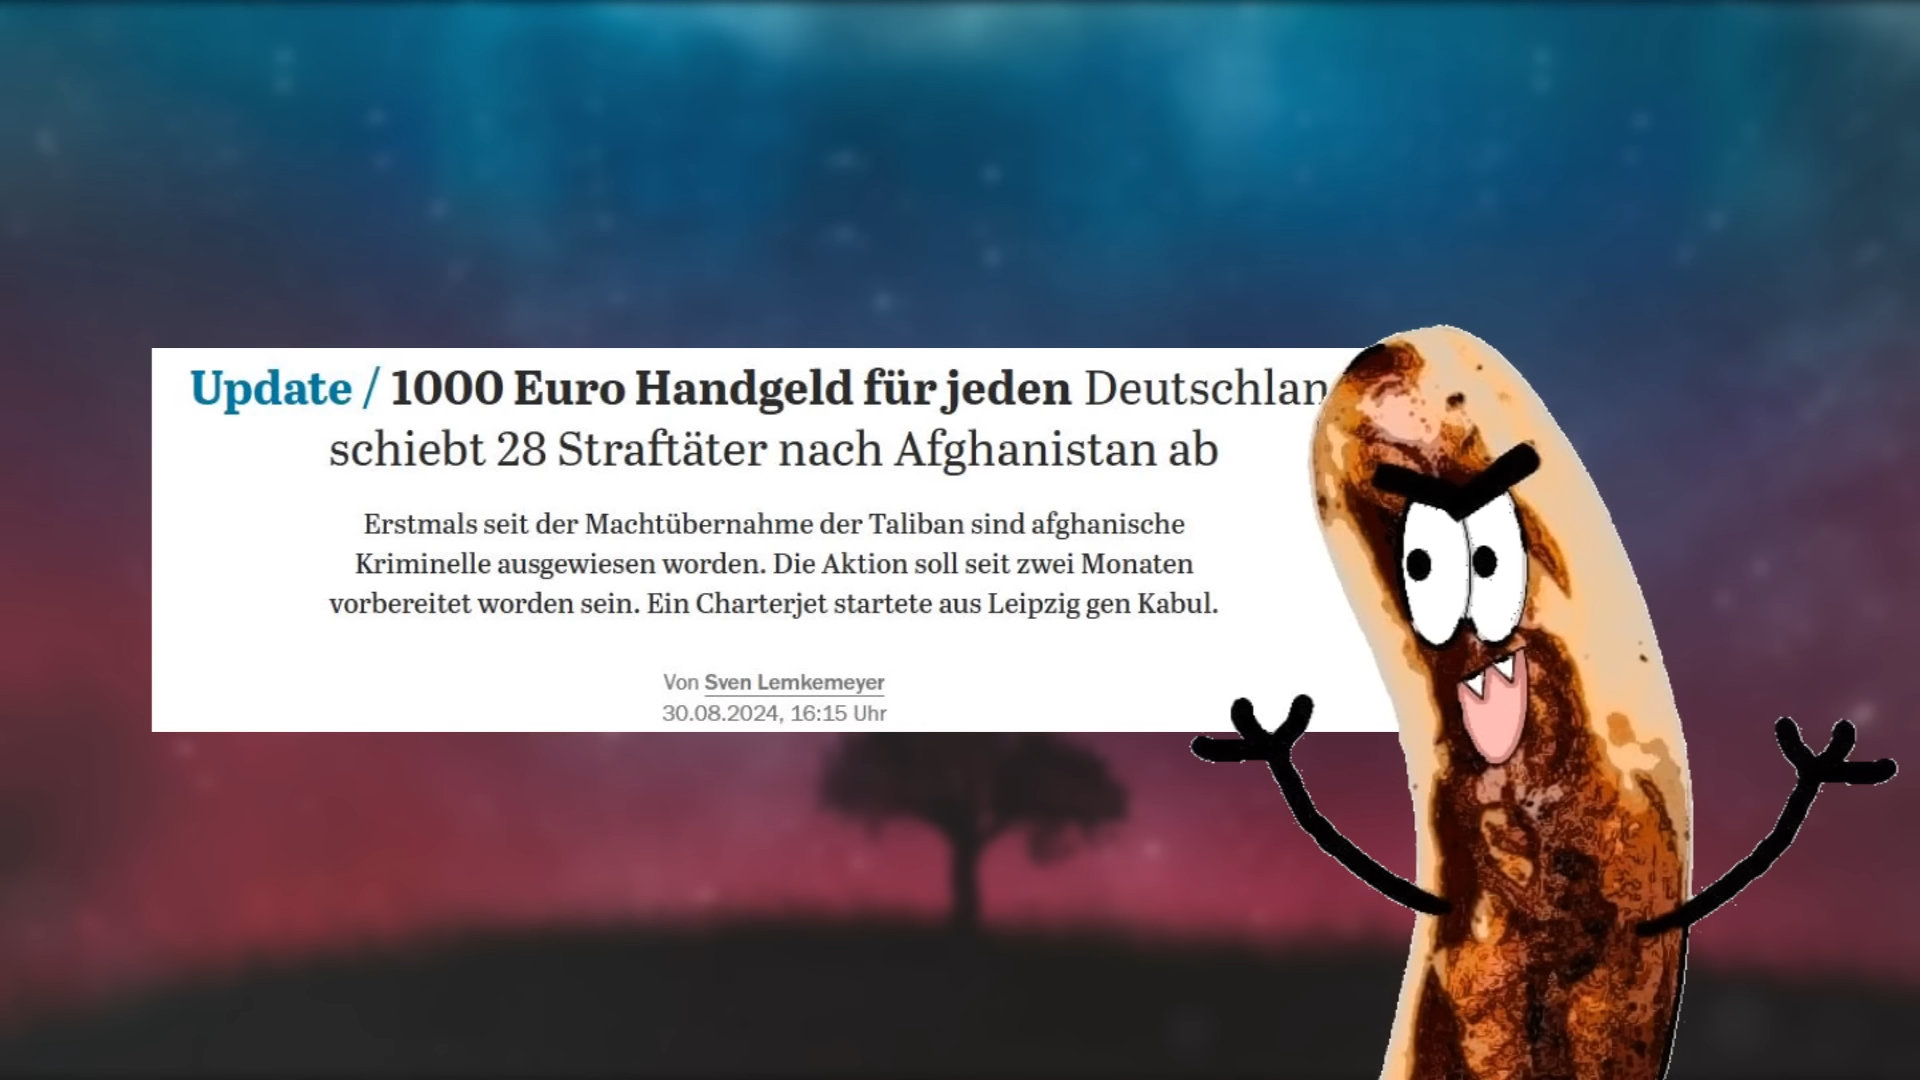 Update / 1000 Euro Handgeld für jeden Deutschlan
schiebt 28 Straftäter nach Afghanistan ab
Erstmals seit der Machtübernahme der Taliban sind afghanische
Kriminelle ausgewiesen worden. Die Aktion soll seit zwei Monaten
vorbereitet worden sein. Ein Charterjet startete aus Leipzig gen Kabul.
Von Sven Lemkemeyer
30.08.2024, 16:15 Uhr